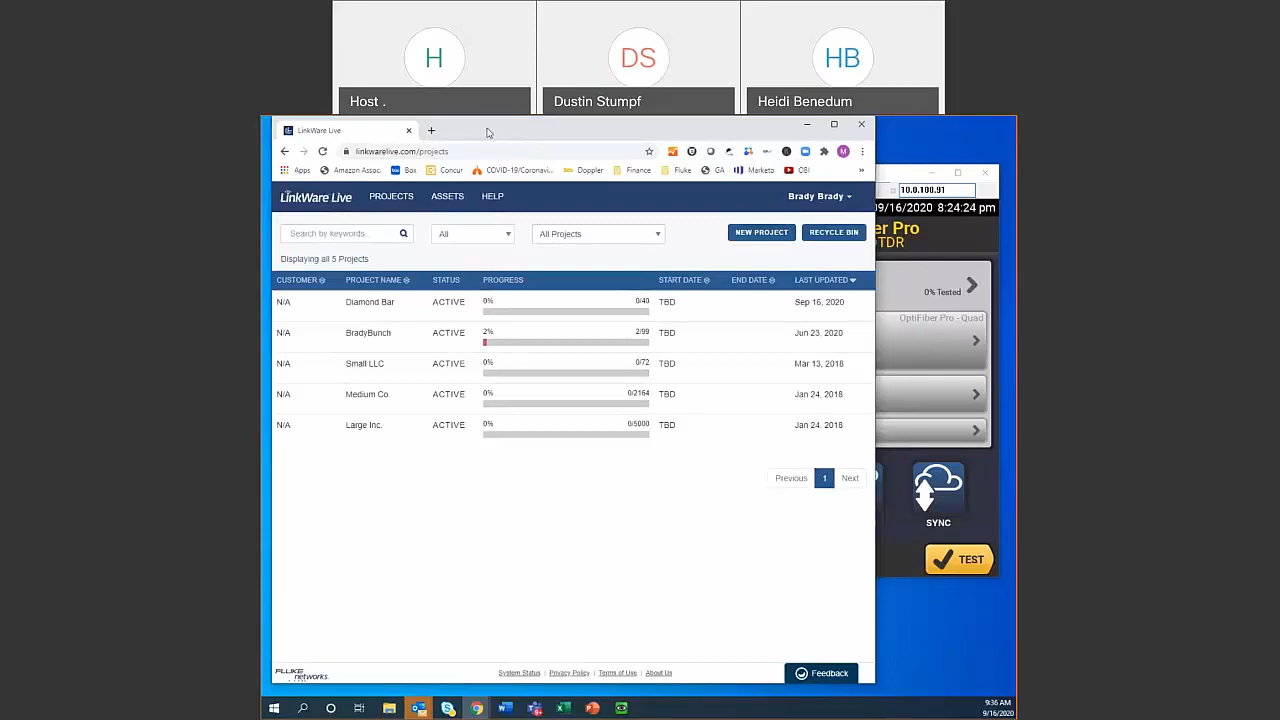 H
DS
HB
Host .
Dustin Stumpf
Heidi Benedum
LinkWare Live
linkwarelive.com/projects
Apps Amazon Assoc. Box Concur COVID-19/Coronavi... Doppler Finance Fluke GA Marketo OBI »
LinkWare Live PROJECTS ASSETS HELP Brady Brady
Search by keywords... All All Projects NEW PROJECT RECYCLE BIN
Displaying all 5 Projects
CUSTOMER PROJECT NAME STATUS PROGRESS START DATE END DATE LAST UPDATED
N/A Diamond Bar ACTIVE 0% 0/40 TBD Sep 16, 2020
N/A BradyBunch ACTIVE 2% 2/99 TBD Jun 23, 2020
N/A Small LLC ACTIVE 0% 0/72 TBD Mar 13, 2018
N/A Medium Co. ACTIVE 0% 0/2164 TBD Jan 24, 2018
N/A Large Inc. ACTIVE 0% 0/5000 TBD Jan 24, 2018
Previous 1 Next
FLUKE networks.
System Status | Privacy Policy | Terms of Use | About Us
Feedback
10.0.100.91
09/16/2020 8:24:24 pm
er Pro
TDR
0% Tested
OptiFiber Pro - Quad
SYNC
TEST
9:36 AM
9/16/2020